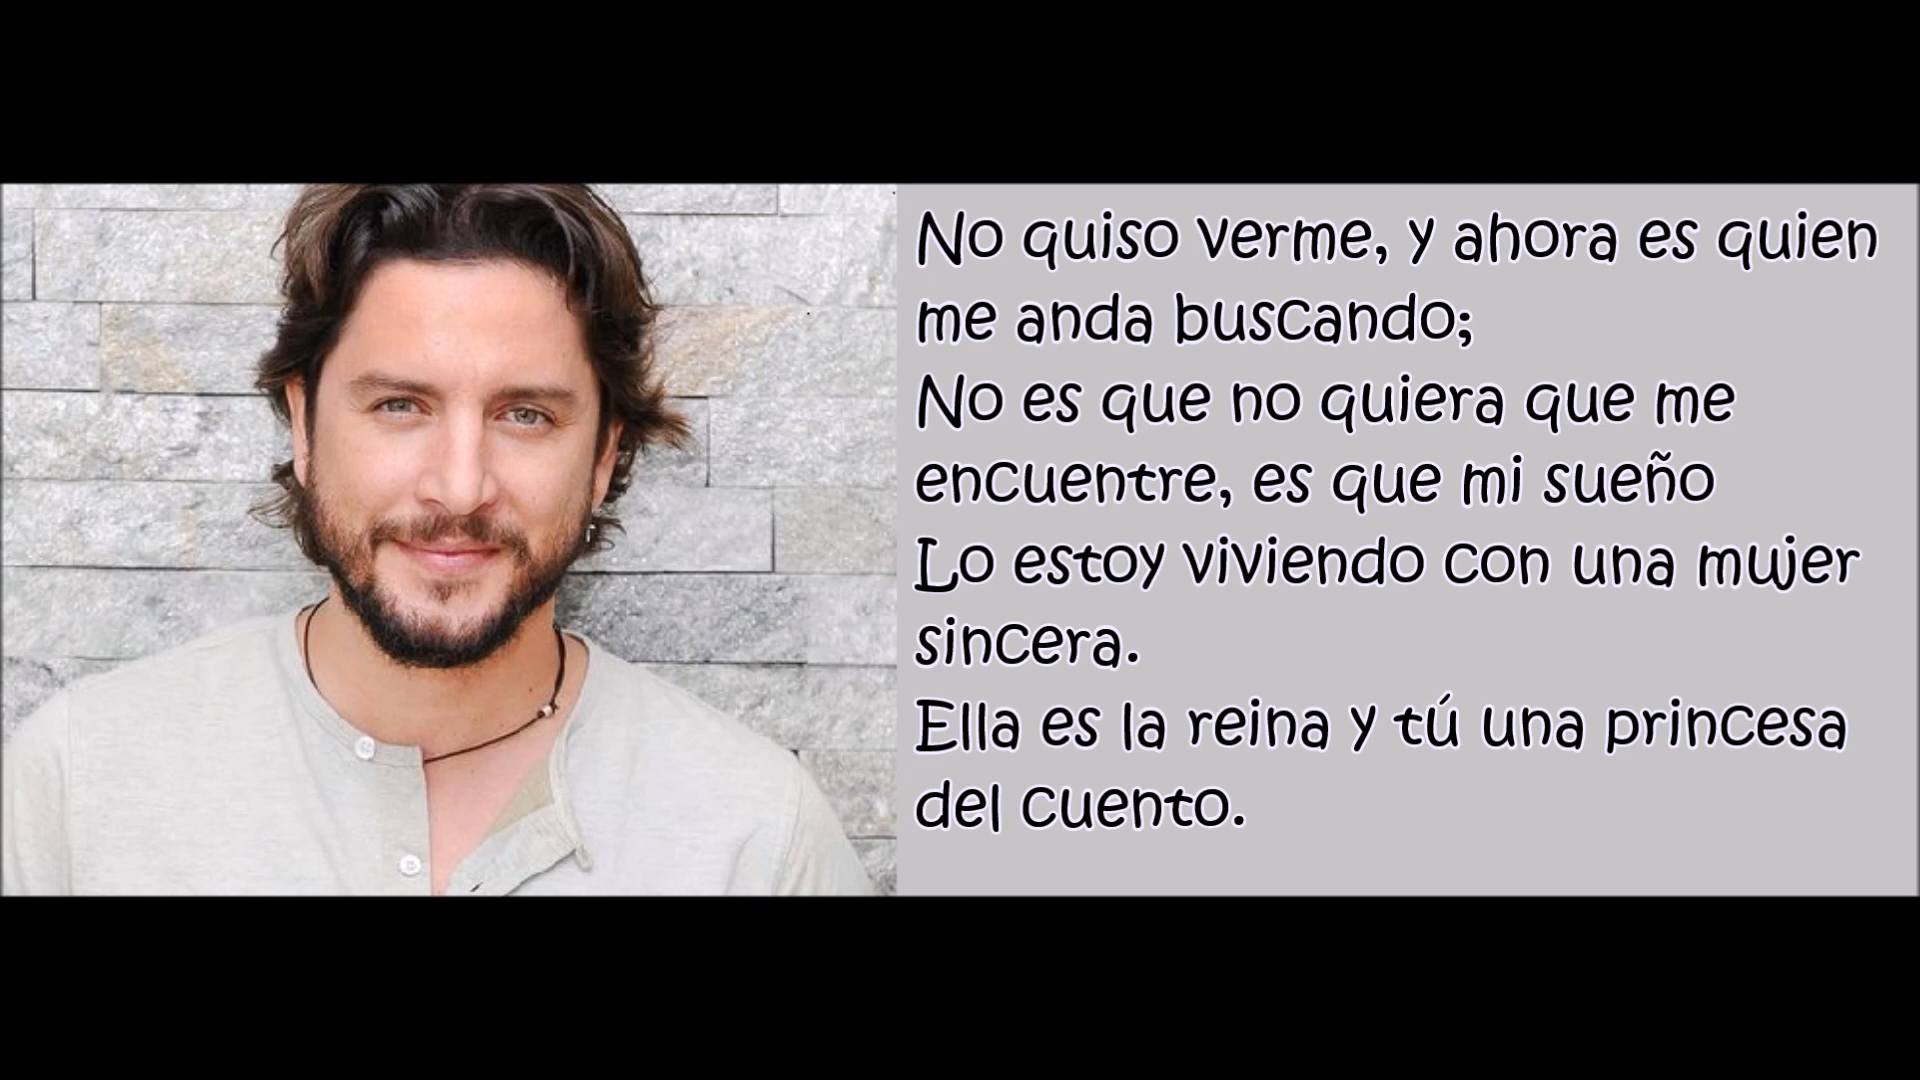 No quiso verme, y ahora es quien
me anda buscando;
No es que no quiera que me
encuentre, es que mi sueño
Lo estoy viviendo con una mujer
sincera.
Ella es la reina y tú una princesa
del cuento.